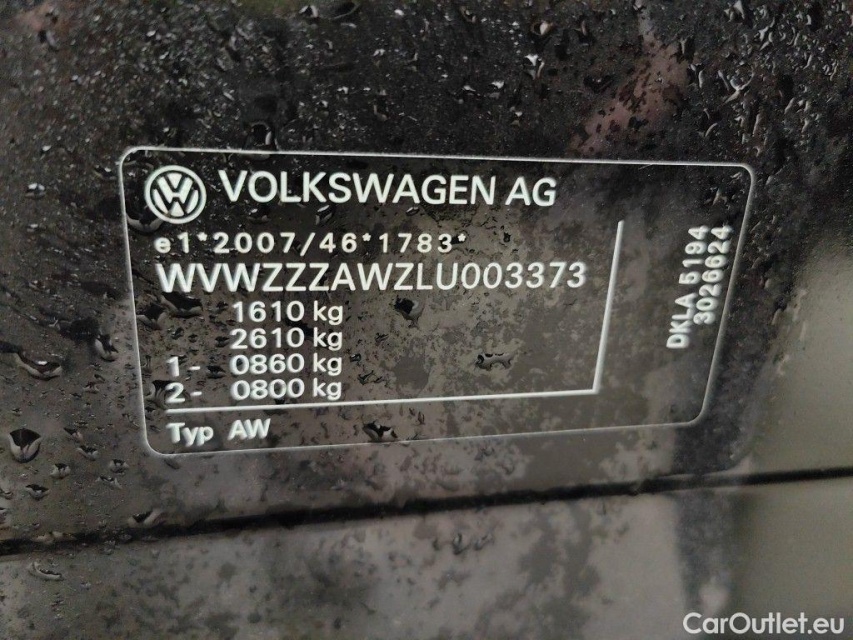 VOLKSWAGEN AG
e1*2007/46*1783*
WVWZZZAWZLU003373
1610 kg
2610 kg
1- 0860 kg
2- 0800 kg
Typ AW
DKLA 5194
3026624
CarOutlet.eu